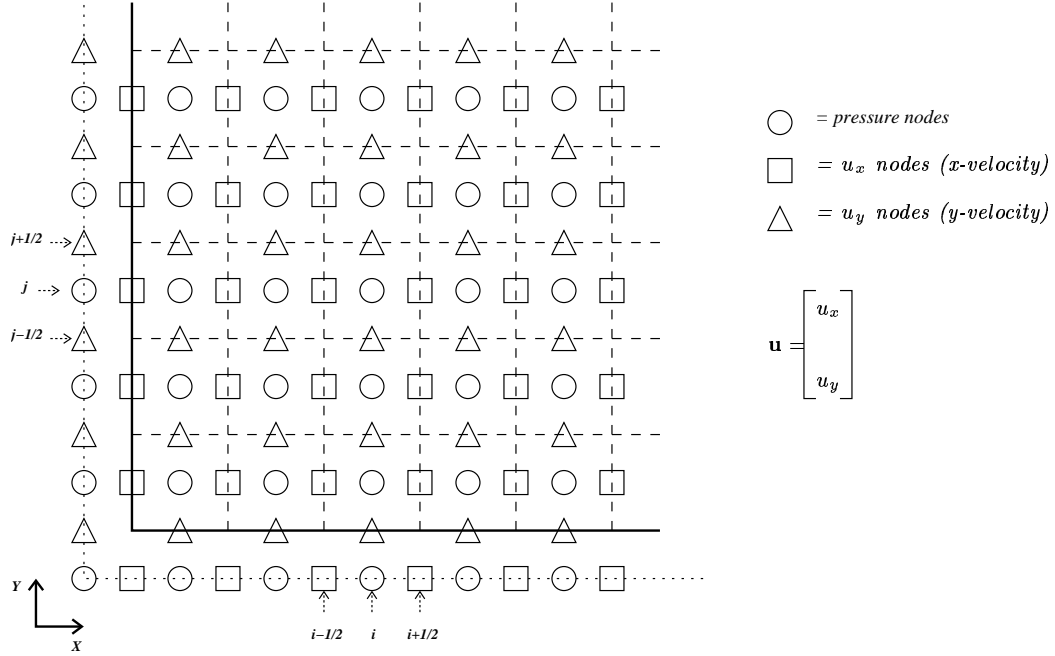 = pressure nodes
= u_x nodes (x-velocity)
= u_y nodes (y-velocity)
j+1/2
j
j−1/2
u_x
u =
u_y
Y
X
i−1/2 i i+1/2